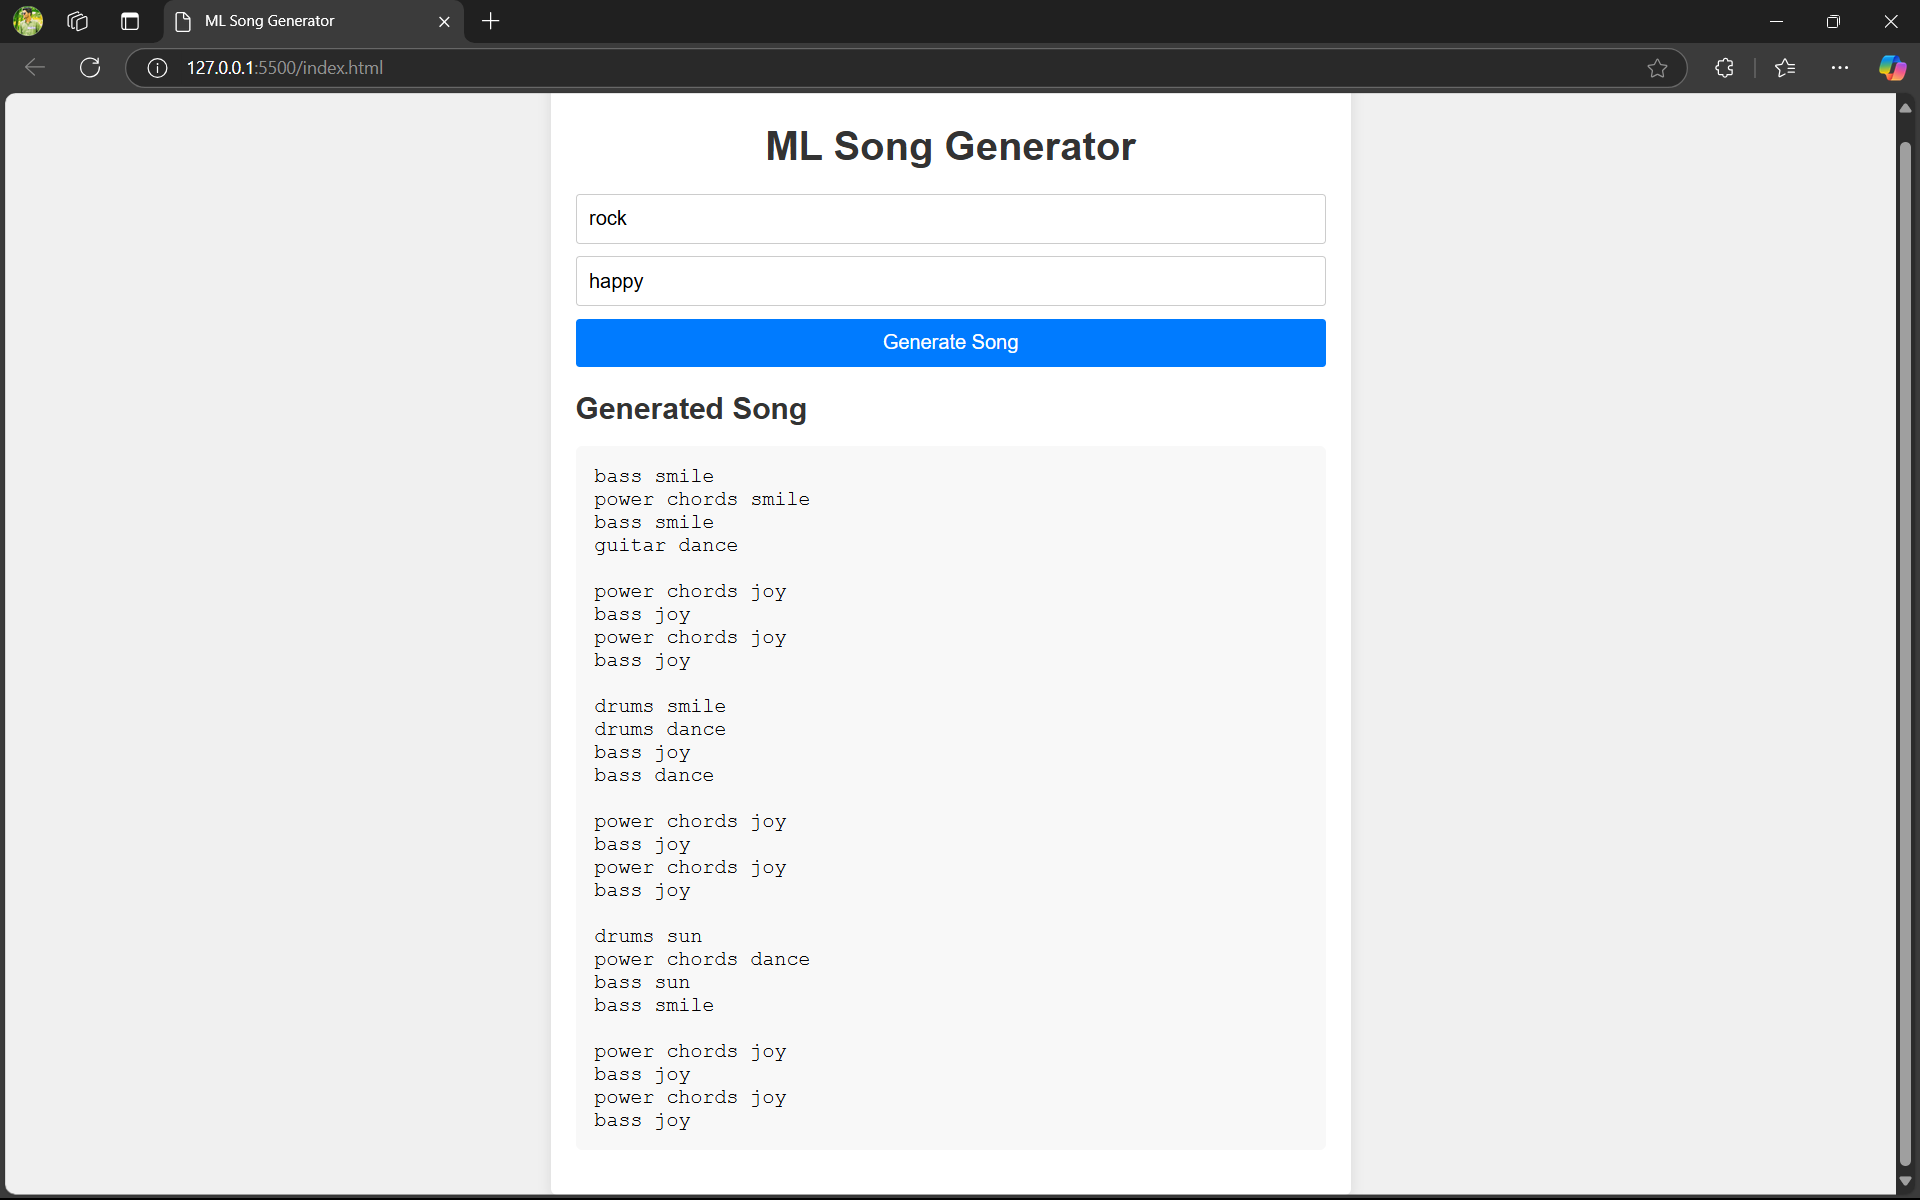 ML Song Generator
127.0.0.1:5500/index.html
ML Song Generator
rock
happy
Generate Song
Generated Song
bass smile
power chords smile
bass smile
guitar dance
power chords joy
bass joy
power chords joy
bass joy
drums smile
drums dance
bass joy
bass dance
power chords joy
bass joy
power chords joy
bass joy
drums sun
power chords dance
bass sun
bass smile
power chords joy
bass joy
power chords joy
bass joy